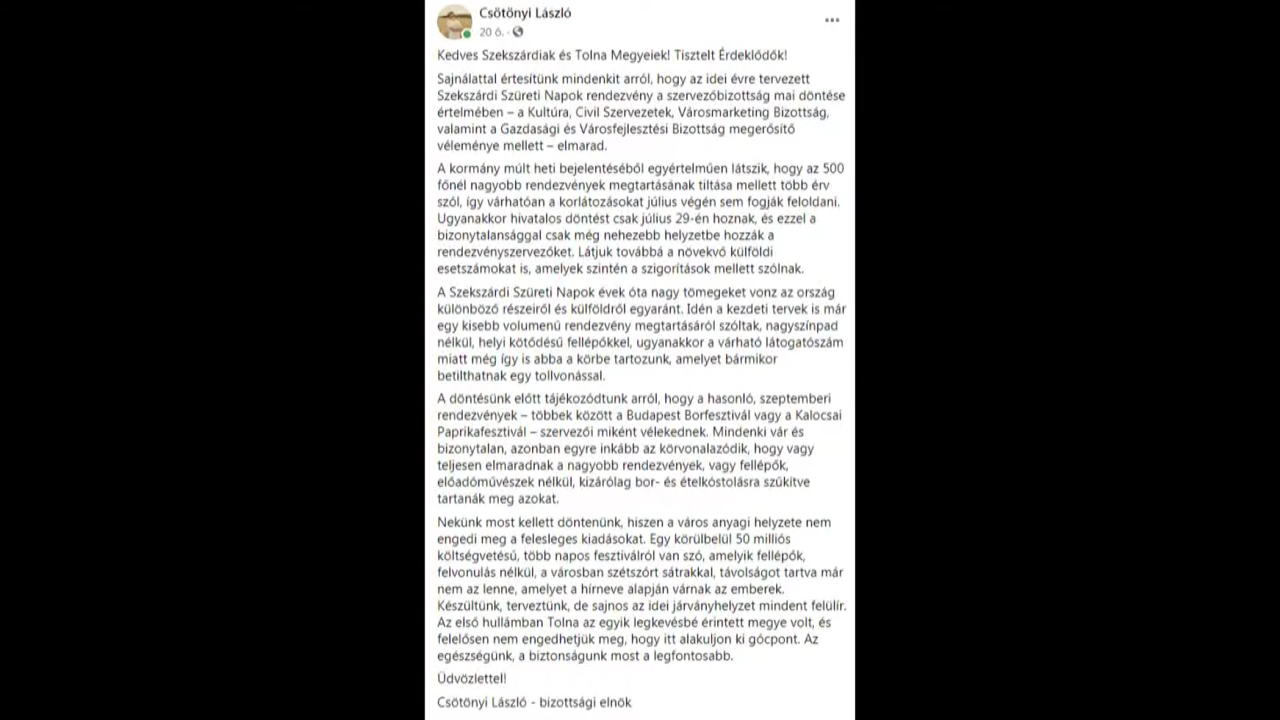 Csötönyi László
20 ó. ·
Kedves Szekszárdiak és Tolna Megyeiek! Tisztelt Érdeklődők!
Sajnálattal értesítünk mindenkit arról, hogy az idei évre tervezett
Szekszárdi Szüreti Napok rendezvény a szervezőbizottság mai döntése
értelmében – a Kultúra, Civil Szervezetek, Városmarketing Bizottság,
valamint a Gazdasági és Városfejlesztési Bizottság megerősítő
véleménye mellett – elmarad.
A kormány múlt heti bejelentéséből egyértelműen látszik, hogy az 500
főnél nagyobb rendezvények megtartásának tiltása mellett több érv
szól, így várhatóan a korlátozásokat július végén sem fogják feloldani.
Ugyanakkor hivatalos döntést csak július 29-én hoznak, és ezzel a
bizonytalansággal csak még nehezebb helyzetbe hozzák a
rendezvényszervezőket. Látjuk továbbá a növekvő külföldi
esetszámokat is, amelyek szintén a szigorítások mellett szólnak.
A Szekszárdi Szüreti Napok évek óta nagy tömegeket vonz az ország
különböző részeiről és külföldről egyaránt. Idén a kezdeti tervek is már
egy kisebb volumenű rendezvény megtartásáról szóltak, nagyszínpad
nélkül, helyi kötődésű fellépőkkel, ugyanakkor a várható látogatószám
miatt még így is abba a körbe tartozunk, amelyet bármikor
betilthatnak egy tollvonással.
A döntésünk előtt tájékozódtunk arról, hogy a hasonló, szeptemberi
rendezvények – többek között a Budapest Borfesztivál vagy a Kalocsai
Paprikafesztivál – szervezői miként vélekednek. Mindenki vár és
bizonytalan, azonban egyre inkább az körvonalazódik, hogy vagy
teljesen elmaradnak a nagyobb rendezvények, vagy fellépők,
előadóművészek nélkül, kizárólag bor- és ételkóstolásra szűkítve
tartanák meg azokat.
Nekünk most kellett döntenünk, hiszen a város anyagi helyzete nem
engedi meg a felesleges kiadásokat. Egy körülbelül 50 milliós
költségvetésű, több napos fesztiválról van szó, amelyik fellépők,
felvonulás nélkül, a városban szétszórt sátrakkal, távolságot tartva már
nem az lenne, amelyet a hírneve alapján várnak az emberek.
Készültünk, terveztünk, de sajnos az idei járványhelyzet mindent felülír.
Az első hullámban Tolna az egyik legkevésbé érintett megye volt, és
felelősen nem engedhetjük meg, hogy itt alakuljon ki gócpont. Az
egészségünk, a biztonságunk most a legfontosabb.
Üdvözlettel!
Csötönyi László - bizottsági elnök